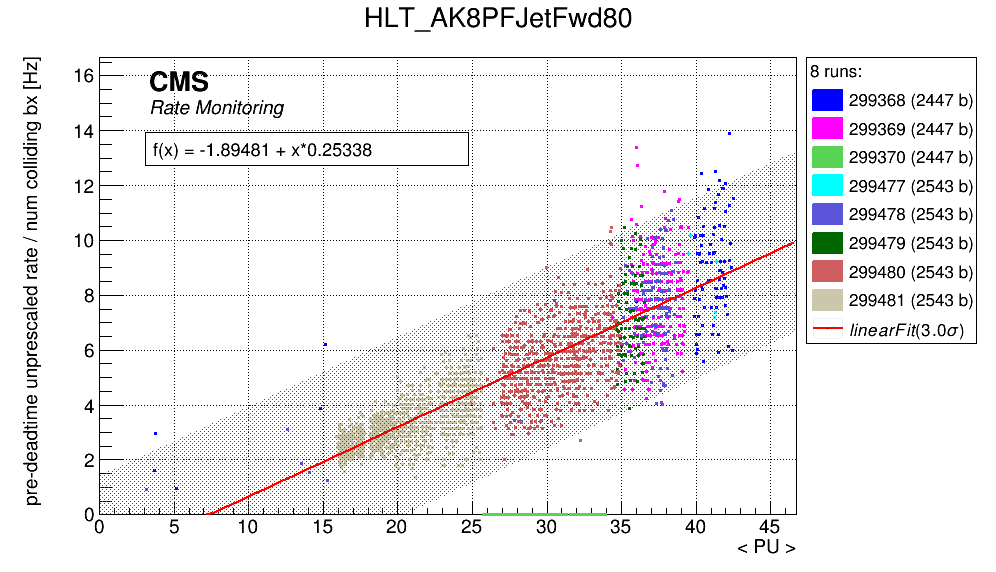 HLT_AK8PFJetFwd80
pre-deadtime unprescaled rate / num colliding bx [Hz]
16
14
12
10
8
6
4
2
0
CMS
Rate Monitoring
f(x) = -1.89481 + x*0.25338
0 5 10 15 20 25 30 35 40 45
< PU >
8 runs:
299368 (2447 b)
299369 (2447 b)
299370 (2447 b)
299477 (2543 b)
299478 (2543 b)
299479 (2543 b)
299480 (2543 b)
299481 (2543 b)
linearFit(3.0σ)